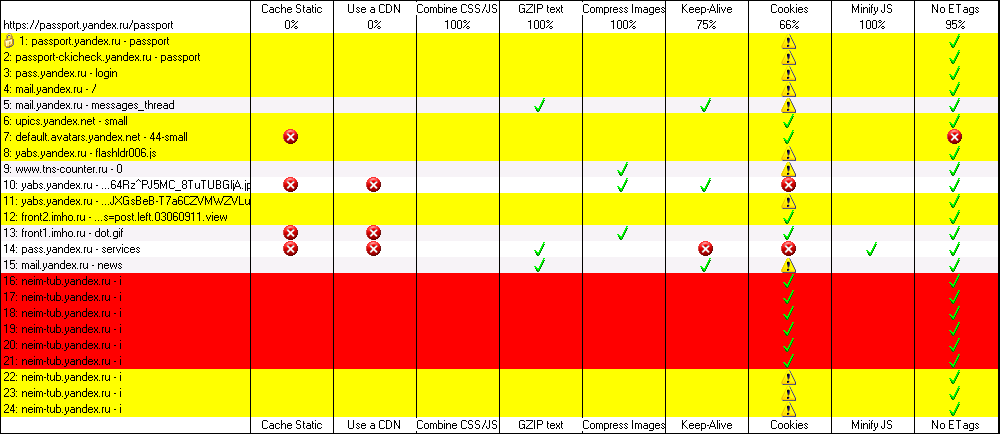 Cache Static Use a CDN Combine CSS/JS GZIP text Compress Images Keep-Alive Cookies Minify JS No ETags
https://passport.yandex.ru/passport 0% 0% 100% 100% 100% 75% 66% 100% 95%
1: passport.yandex.ru - passport
2: passport-ckicheck.yandex.ru - passport
3: pass.yandex.ru - login
4: mail.yandex.ru - /
5: mail.yandex.ru - messages_thread
6: upics.yandex.net - small
7: default.avatars.yandex.net - 44-small
8: yabs.yandex.ru - flashldr006.js
9: www.tns-counter.ru - 0
10: yabs.yandex.ru - ...64Rz^PJ5MC_8TuTUBGIjA.jp
11: yabs.yandex.ru - ...JXGsBeB-T7a6CZVMWZVLu
12: front2.imho.ru - ...s=post.left.03060911.view
13: front1.imho.ru - dot.gif
14: pass.yandex.ru - services
15: mail.yandex.ru - news
16: neim-tub.yandex.ru - i
17: neim-tub.yandex.ru - i
18: neim-tub.yandex.ru - i
19: neim-tub.yandex.ru - i
20: neim-tub.yandex.ru - i
21: neim-tub.yandex.ru - i
22: neim-tub.yandex.ru - i
23: neim-tub.yandex.ru - i
24: neim-tub.yandex.ru - i
Cache Static Use a CDN Combine CSS/JS GZIP text Compress Images Keep-Alive Cookies Minify JS No ETags